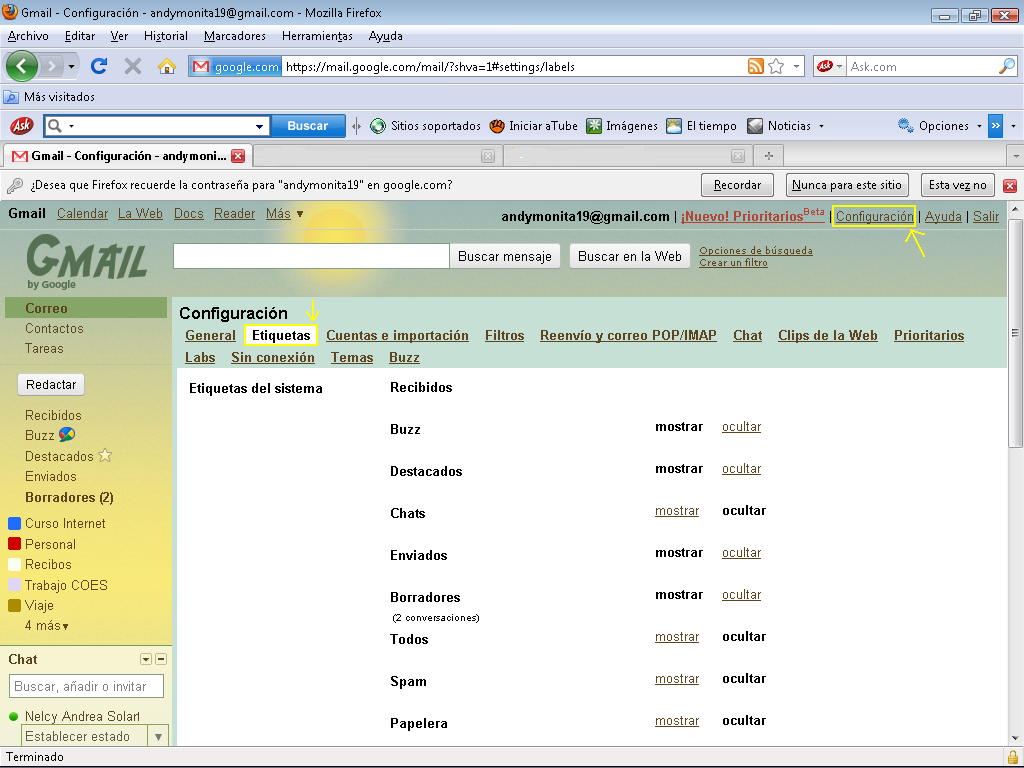 Gmail - Configuración - andymonita19@gmail.com - Mozilla Firefox
Archivo Editar Ver Historial Marcadores Herramientas Ayuda
google.com https://mail.google.com/mail/?shva=1#settings/labels Ask Ask.com
Más visitados
Ask Buscar Sitios soportados Iniciar aTube Imágenes El tiempo Noticias Opciones »
Gmail - Configuración - andymoni...
¿Desea que Firefox recuerde la contraseña para "andymonita19" en google.com? Recordar Nunca para este sitio Esta vez no
Gmail Calendar La Web Docs Reader Más ▼ andymonita19@gmail.com | ¡Nuevo! Prioritarios Beta | Configuración | Ayuda | Salir
GMAIL
by Google
Buscar mensaje Buscar en la Web
Opciones de búsqueda
Crear un filtro
Correo
Contactos
Tareas
Redactar
Recibidos
Buzz
Destacados
Enviados
Borradores (2)
Curso Internet
Personal
Recibos
Trabajo COES
Viaje
4 más▼
Chat
Buscar, añadir o invitar
Nelcy Andrea Solarl
Establecer estado
Configuración
General Etiquetas Cuentas e importación Filtros Reenvío y correo POP/IMAP Chat Clips de la Web Prioritarios
Labs Sin conexión Temas Buzz
Etiquetas del sistema Recibidos
Buzz mostrar ocultar
Destacados mostrar ocultar
Chats mostrar ocultar
Enviados mostrar ocultar
Borradores mostrar ocultar
(2 conversaciones)
Todos mostrar ocultar
Spam mostrar ocultar
Papelera mostrar ocultar
Terminado